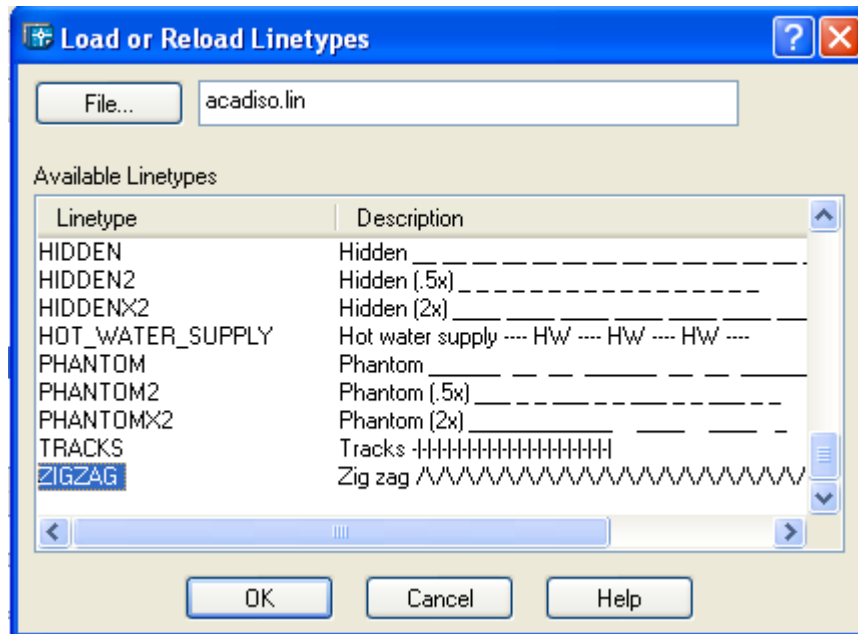 Load or Reload Linetypes
File...
acadiso.lin
Available Linetypes
Linetype Description
HIDDEN Hidden __ __ __ __ __ __ __ __ __ __ __ __ __ _
HIDDEN2 Hidden (.5x) _ _ _ _ _ _ _ _ _ _ _ _ _ _ _ _
HIDDENX2 Hidden (2x) ____ ____ ____ ____ ____ ____ ___
HOT_WATER_SUPPLY Hot water supply ---- HW ---- HW ---- HW ----
PHANTOM Phantom ______ __ __ ______ __ __ ______
PHANTOM2 Phantom (.5x) ___ _ _ ___ _ _ ___ _ _ ___ _ _
PHANTOMX2 Phantom (2x) ____________ ____ ____ _
TRACKS Tracks -|-|-|-|-|-|-|-|-|-|-|-|-|-|-|-|-|-|-|-|
ZIGZAG Zig zag /\/\/\/\/\/\/\/\/\/\/\/\/\/\/\/\/\/\/\/
OK Cancel Help